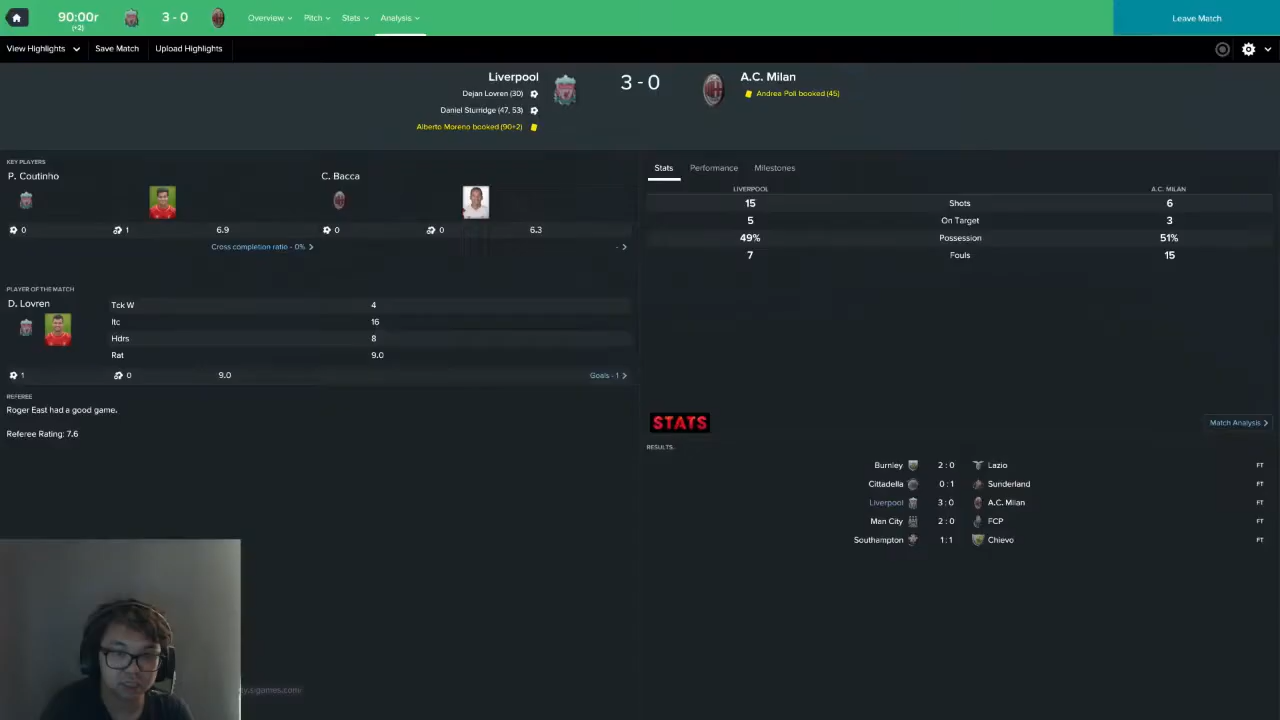 90:00r
(+2)
3 - 0
Overview
Pitch
Stats
Analysis
Leave Match
View Highlights
Save Match
Upload Highlights
Liverpool
3 - 0
A.C. Milan
Dejan Lovren (30)
Andrea Poli booked (45)
Daniel Sturridge (47, 53)
Alberto Moreno booked (90+2)
KEY PLAYERS
P. Coutinho
C. Bacca
0 1 6.9
0 0 6.3
Cross completion ratio - 0%
-
PLAYER OF THE MATCH
D. Lovren
Tck W 4
Itc 16
Hdrs 8
Rat 9.0
1 0 9.0
Goals - 1
REFEREE
Roger East had a good game.
Referee Rating: 7.6
Stats Performance Milestones
LIVERPOOL A.C. MILAN
15 Shots 6
5 On Target 3
49% Possession 51%
7 Fouls 15
STATS
Match Analysis
RESULTS.
Burnley 2 : 0 Lazio FT
Cittadella 0 : 1 Sunderland FT
Liverpool 3 : 0 A.C. Milan FT
Man City 2 : 0 FCP FT
Southampton 1 : 1 Chievo FT